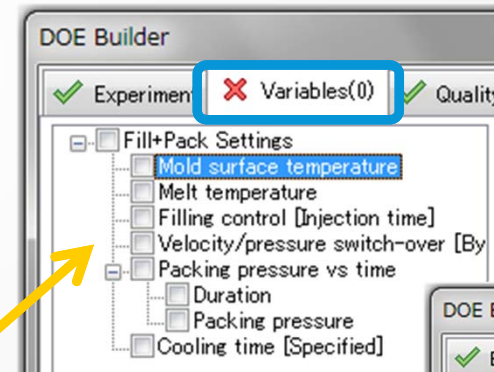 DOE Builder
Experiment Variables(0) Quality
Fill+Pack Settings
Mold surface temperature
Melt temperature
Filling control [Injection time]
Velocity/pressure switch-over [By
Packing pressure vs time
Duration
Packing pressure
Cooling time [Specified]
DOE